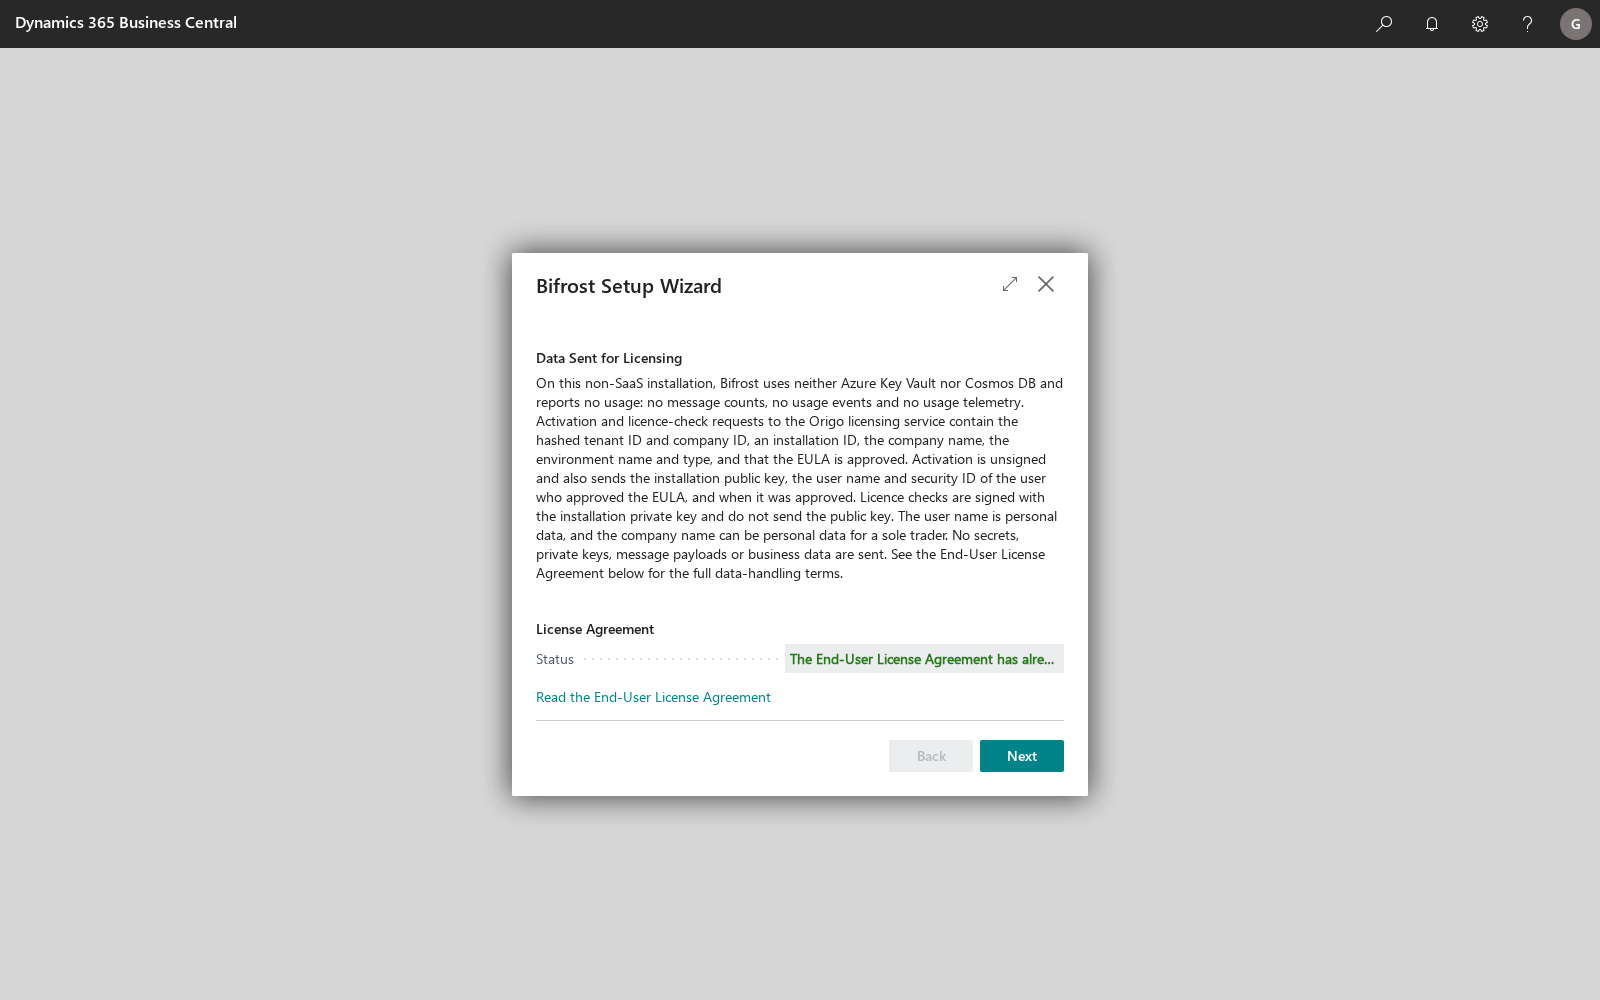 Dynamics 365 Business Central
G
Bifrost Setup Wizard
Data Sent for Licensing
On this non-SaaS installation, Bifrost uses neither Azure Key Vault nor Cosmos DB and
reports no usage: no message counts, no usage events and no usage telemetry.
Activation and licence-check requests to the Origo licensing service contain the
hashed tenant ID and company ID, an installation ID, the company name, the
environment name and type, and that the EULA is approved. Activation is unsigned
and also sends the installation public key, the user name and security ID of the user
who approved the EULA, and when it was approved. Licence checks are signed with
the installation private key and do not send the public key. The user name is personal
data, and the company name can be personal data for a sole trader. No secrets,
private keys, message payloads or business data are sent. See the End-User License
Agreement below for the full data-handling terms.
License Agreement
Status
The End-User License Agreement has alre...
Read the End-User License Agreement
Back
Next